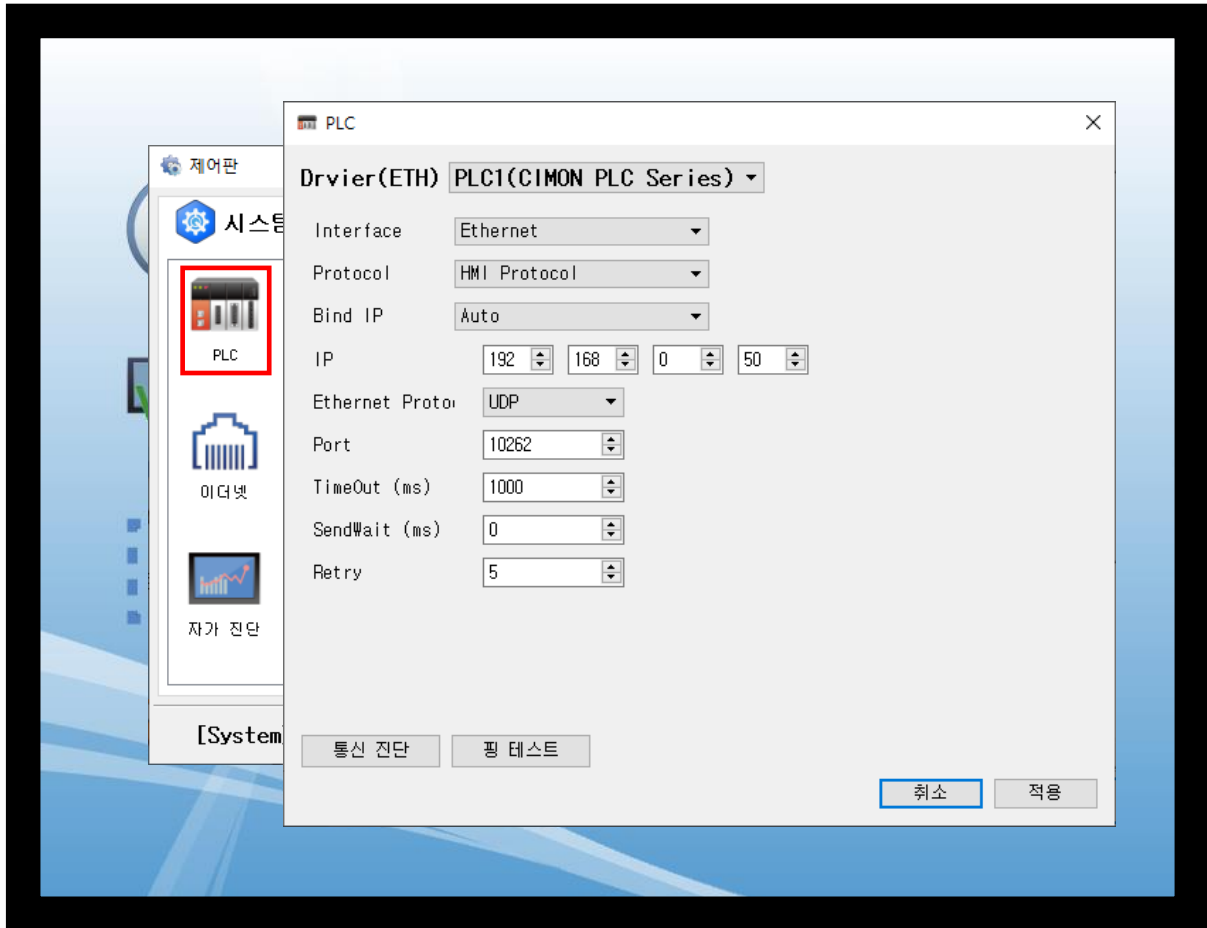 PLC
제어판
Drvier(ETH) PLC1(CIMON PLC Series)
시스템
Interface Ethernet
Protocol HMI Protocol
Bind IP Auto
PLC
IP 192 168 0 50
Ethernet Proto UDP
Port 10262
이더넷
TimeOut (ms) 1000
SendWait (ms) 0
Retry 5
자가 진단
[System]
통신 진단 핑 테스트
취소 적용